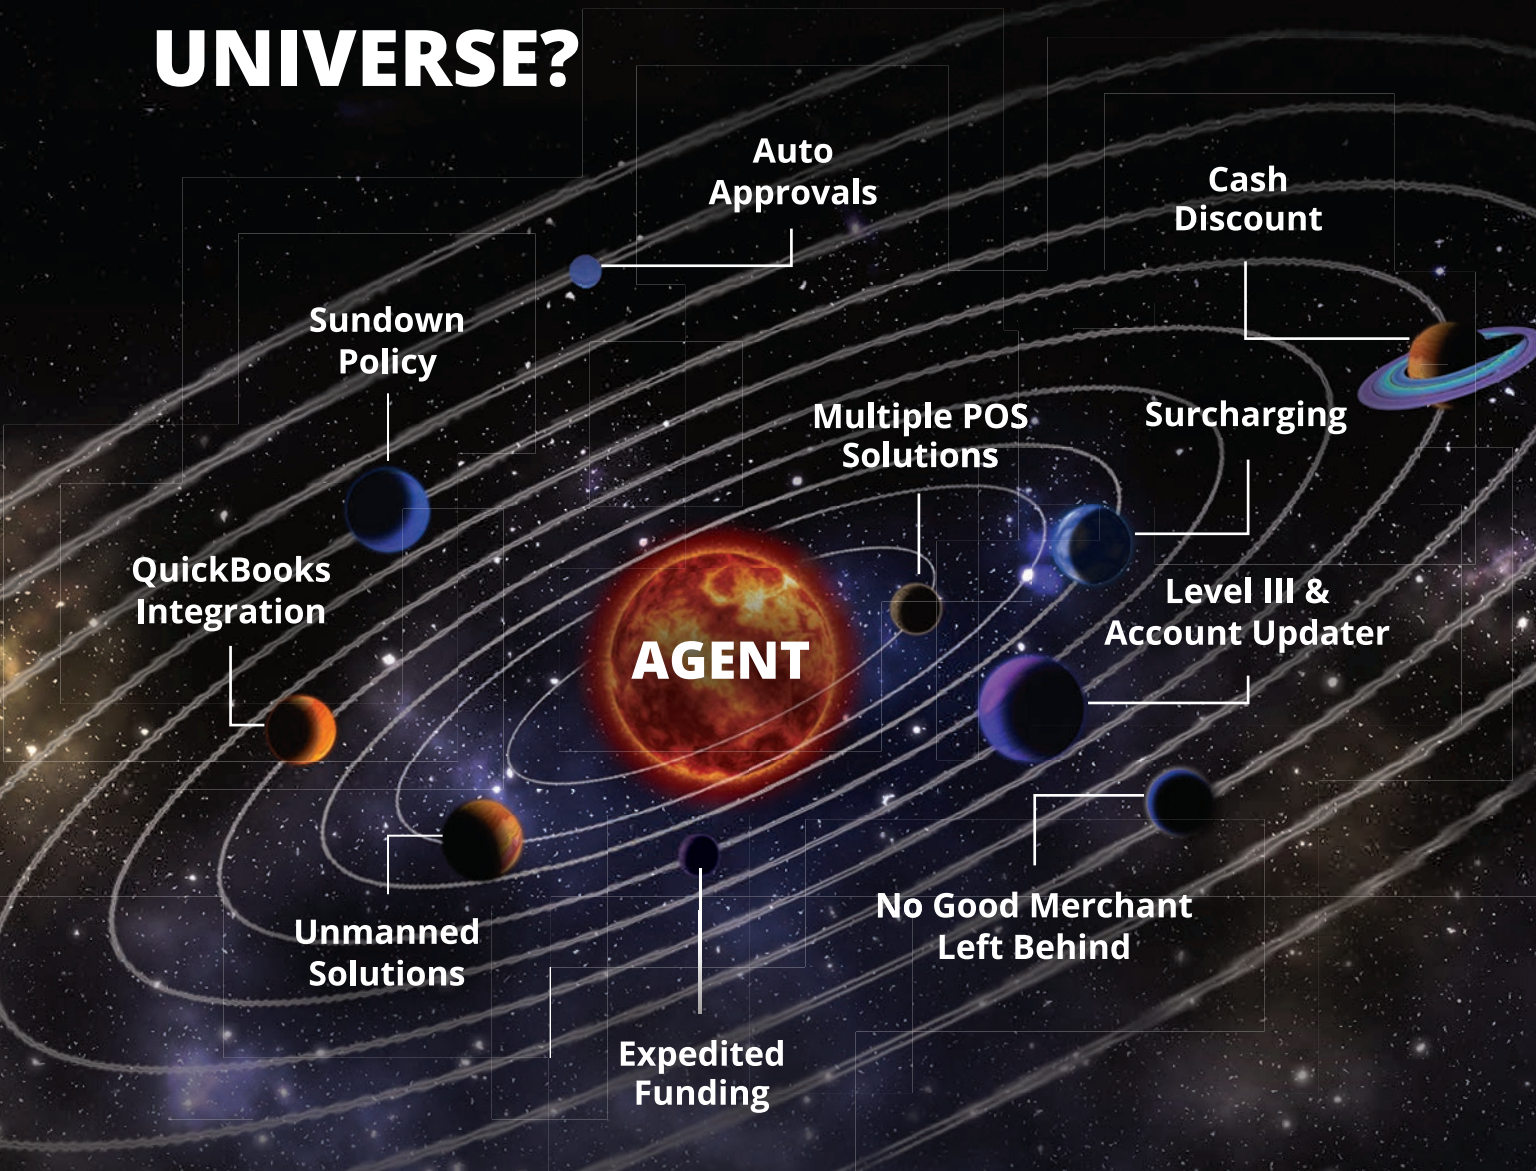 UNIVERSE?
Auto
Approvals
Cash
Discount
Sundown
Policy
Multiple POS
Solutions
Surcharging
QuickBooks
Integration
Level III &
Account Updater
AGENT
No Good Merchant
Left Behind
Unmanned
Solutions
Expedited
Funding